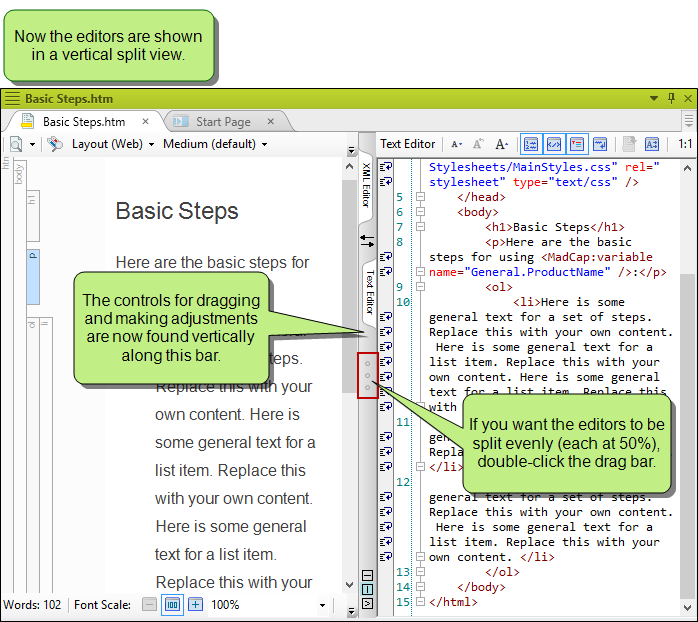 Now the editors are shown
in a vertical split view.
Basic Steps.htm
Basic Steps.htm
Start Page
Layout (Web)
Medium (default)
Text Editor
1:1
body
h1
p
ol
li
Basic Steps
Here are the basic steps for
The controls for dragging
and making adjustments
are now found vertically
along this bar.
Replace this with your
own content. Here is
some general text for a
list item. Replace this
with your own content.
Here is some general
text for a list item.
Replace this with your
XML Editor
Text Editor
Stylesheets/MainStyles.css" rel="
stylesheet" type="text/css" />
5 </head>
6 <body>
7 <h1>Basic Steps</h1>
8 <p>Here are the basic
steps for using <MadCap:variable
name="General.ProductName" />:</p>
9 <ol>
10 <li>Here is some
general text for a set of steps.
Replace this with your own content.
Here is some general text for a
list item. Replace this with your
own content. Here is some general
text for a list item. Replace this
with
11
If you want the editors to be
split evenly (each at 50%),
double-click the drag bar.
</li>
12
general text for a set of steps.
Replace this with your own content.
Here is some general text for a
list item. Replace this with your
own content. </li>
13 </ol>
14 </body>
15 </html>
Words: 102
Font Scale:
100
100%